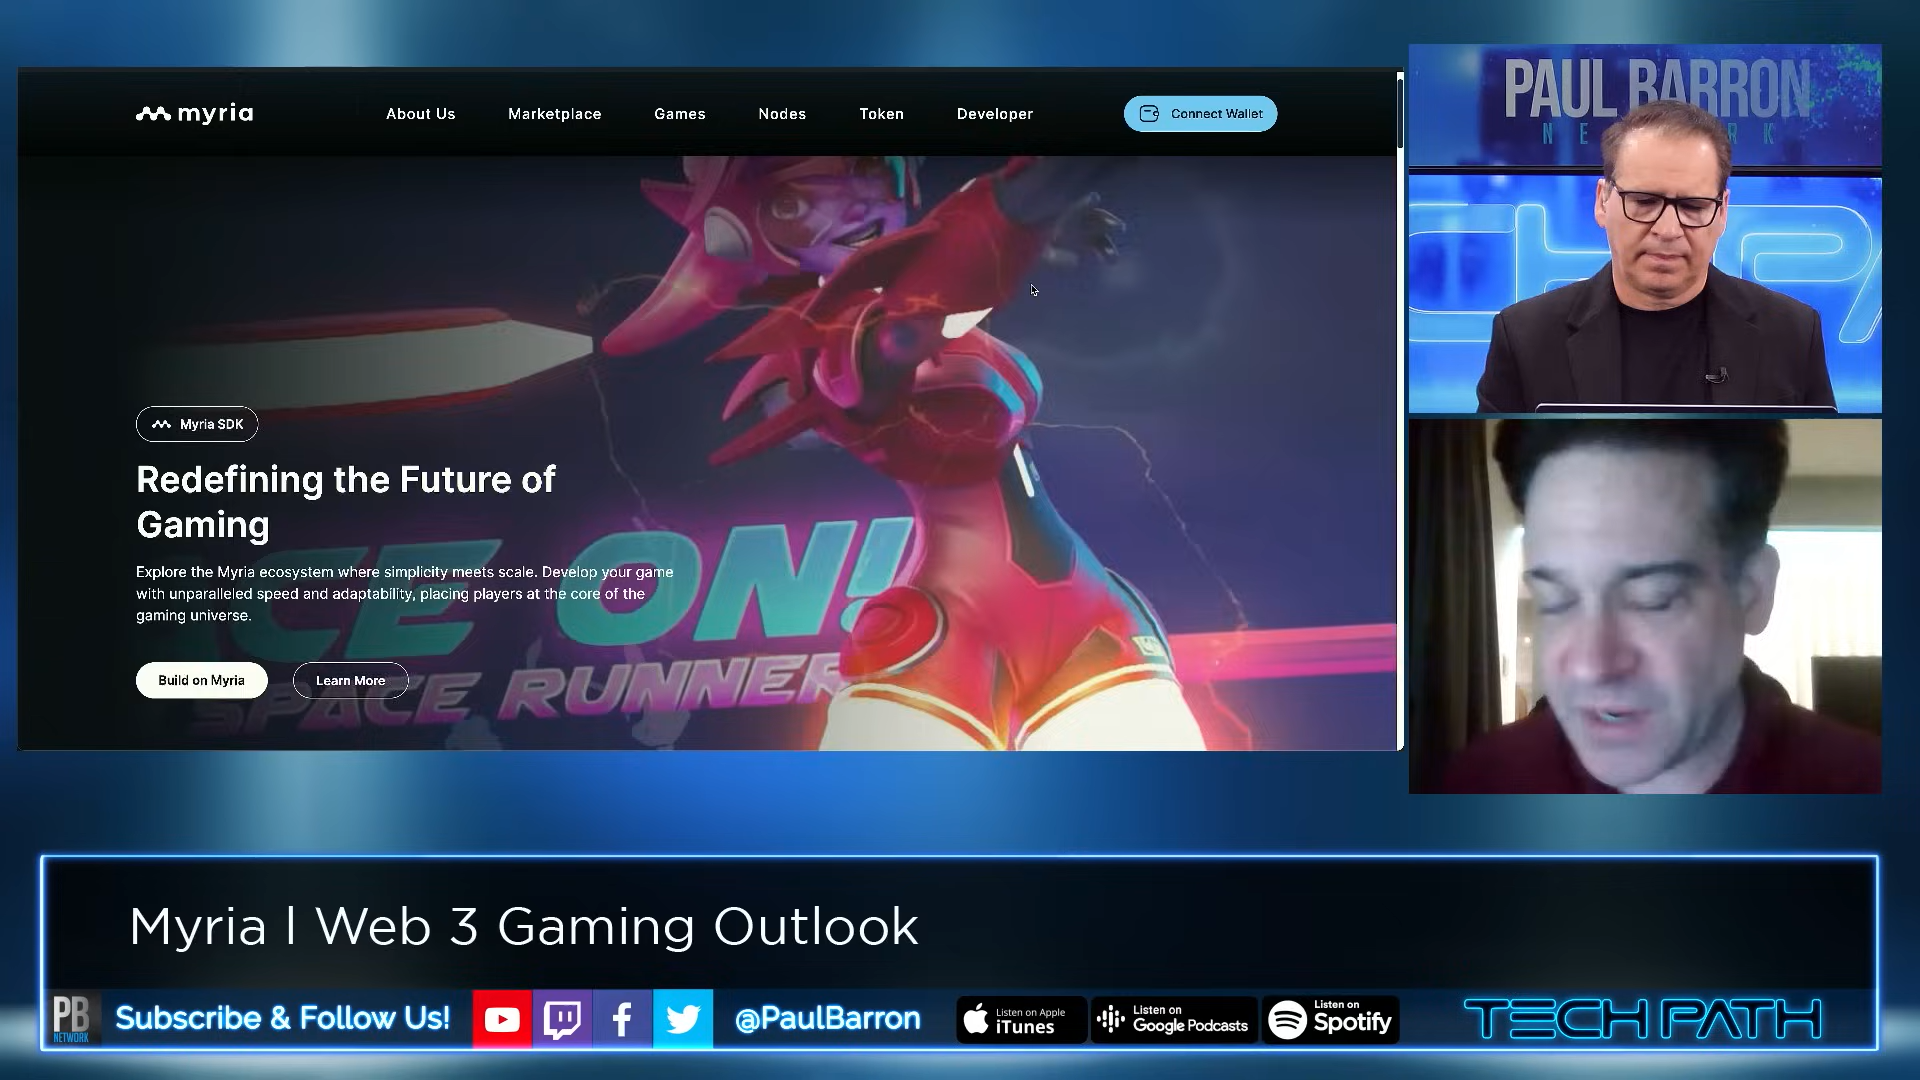 myria
About Us
Marketplace
Games
Nodes
Token
Developer
Connect Wallet
Myria SDK
Redefining the Future of
Gaming
Explore the Myria ecosystem where simplicity meets scale. Develop your game
with unparalleled speed and adaptability, placing players at the core of the
gaming universe.
Build on Myria
Learn More
CE ON!
SPACE RUNNER
PAUL BARRON
Myria | Web 3 Gaming Outlook
PB
NETWORK
Subscribe & Follow Us!
@PaulBarron
Listen on Apple
iTunes
Listen on
Google Podcasts
Listen on
Spotify
TECH PATH